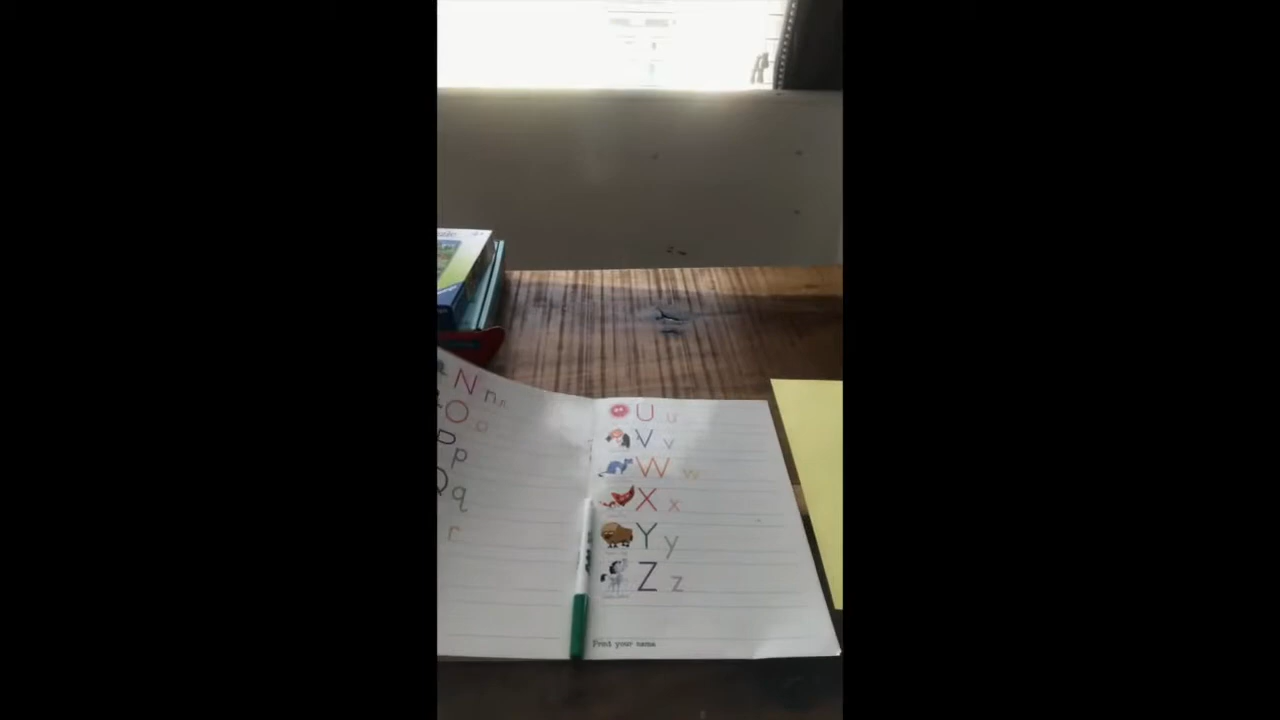 N n n
O o
P p
Q q
r
U u
V v
W w
X x
Y y
Z z
Print your name